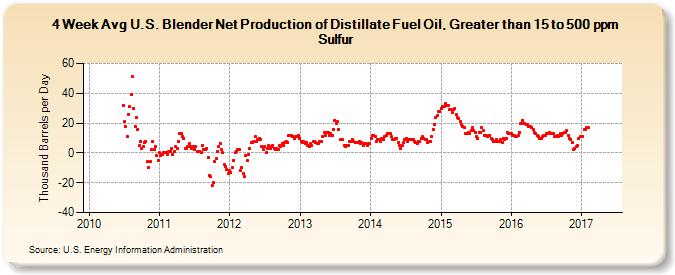 4 Week Avg U.S. Blender Net Production of Distillate Fuel Oil, Greater than 15 to 500 ppm
Sulfur
Thousand Barrels per Day
60
40
20
0
-20
-40
2010 2011 2012 2013 2014 2015 2016 2017
Source: U.S. Energy Information Administration